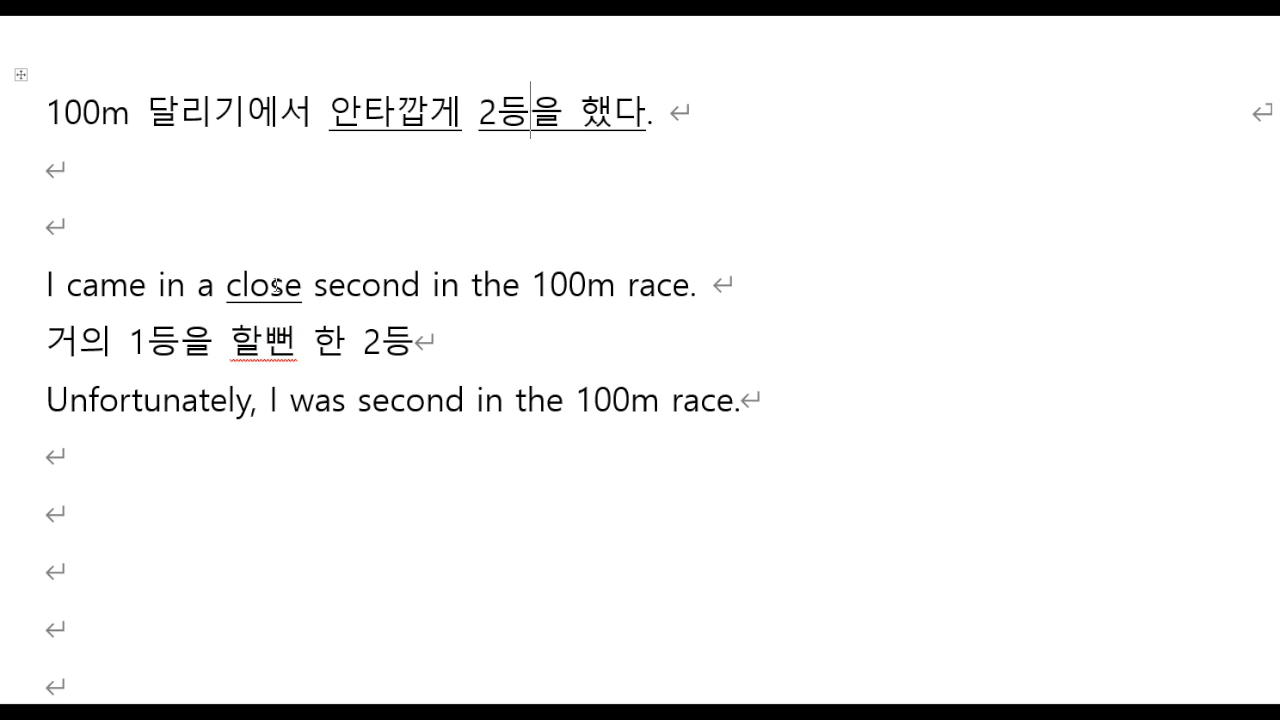 100m 달리기에서 안타깝게 2등을 했다.
I came in a close second in the 100m race.
거의 1등을 할뻔 한 2등
Unfortunately, I was second in the 100m race.